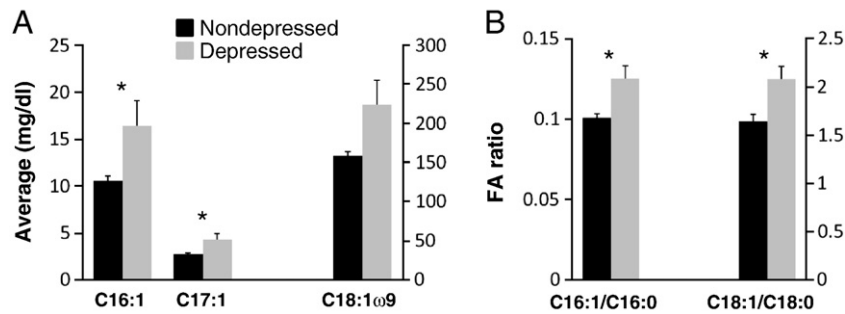 A
Nondepressed
Depressed
Average (mg/dl)
25
20
15
10
5
0
300
250
200
150
100
50
0
*
*
C16:1
C17:1
C18:1ω9
B
FA ratio
0.15
0.1
0.05
0
2.5
2
1.5
1
0.5
0
*
*
C16:1/C16:0
C18:1/C18:0